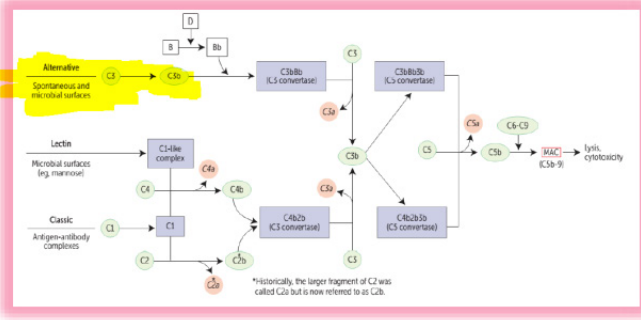 D
B
Bb
Alternative
Spontaneous and
microbial surfaces
C3
C3b
C3bBb
(C3 convertase)
C3
C3a
C3bBb3b
(C5 convertase)
Lectin
Microbial surfaces
(eg, mannose)
C1-like
complex
C4
C4a
C4b
Classic
Antigen-antibody
complexes
C1
C1
C2
C2a
C2b
C4b2b
(C3 convertase)
C3a
C3b
C3
C4b2b3b
(C5 convertase)
C5
C5a
C5b
C6-C9
MAC
(C5b-9)
Lysis,
cytotoxicity
*Historically, the larger fragment of C2 was
called C2a but is now referred to as C2b.